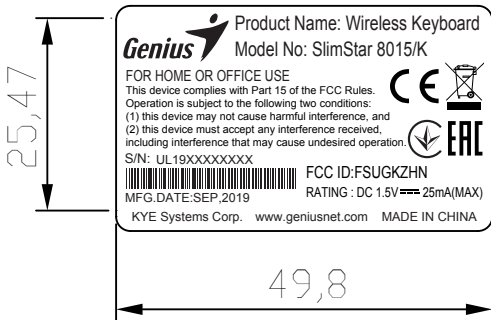 Genius
Product Name: Wireless Keyboard
Model No: SlimStar 8015/K
FOR HOME OR OFFICE USE
This device complies with Part 15 of the FCC Rules.
Operation is subject to the following two conditions:
(1) this device may not cause harmful interference, and
(2) this device must accept any interference received,
including interference that may cause undesired operation.
CE
EAC
S/N: UL19XXXXXXXX
FCC ID:FSUGKZHN
MFG.DATE:SEP,2019
RATING : DC 1.5V 25mA(MAX)
KYE Systems Corp. www.geniusnet.com MADE IN CHINA
25,47
49,8